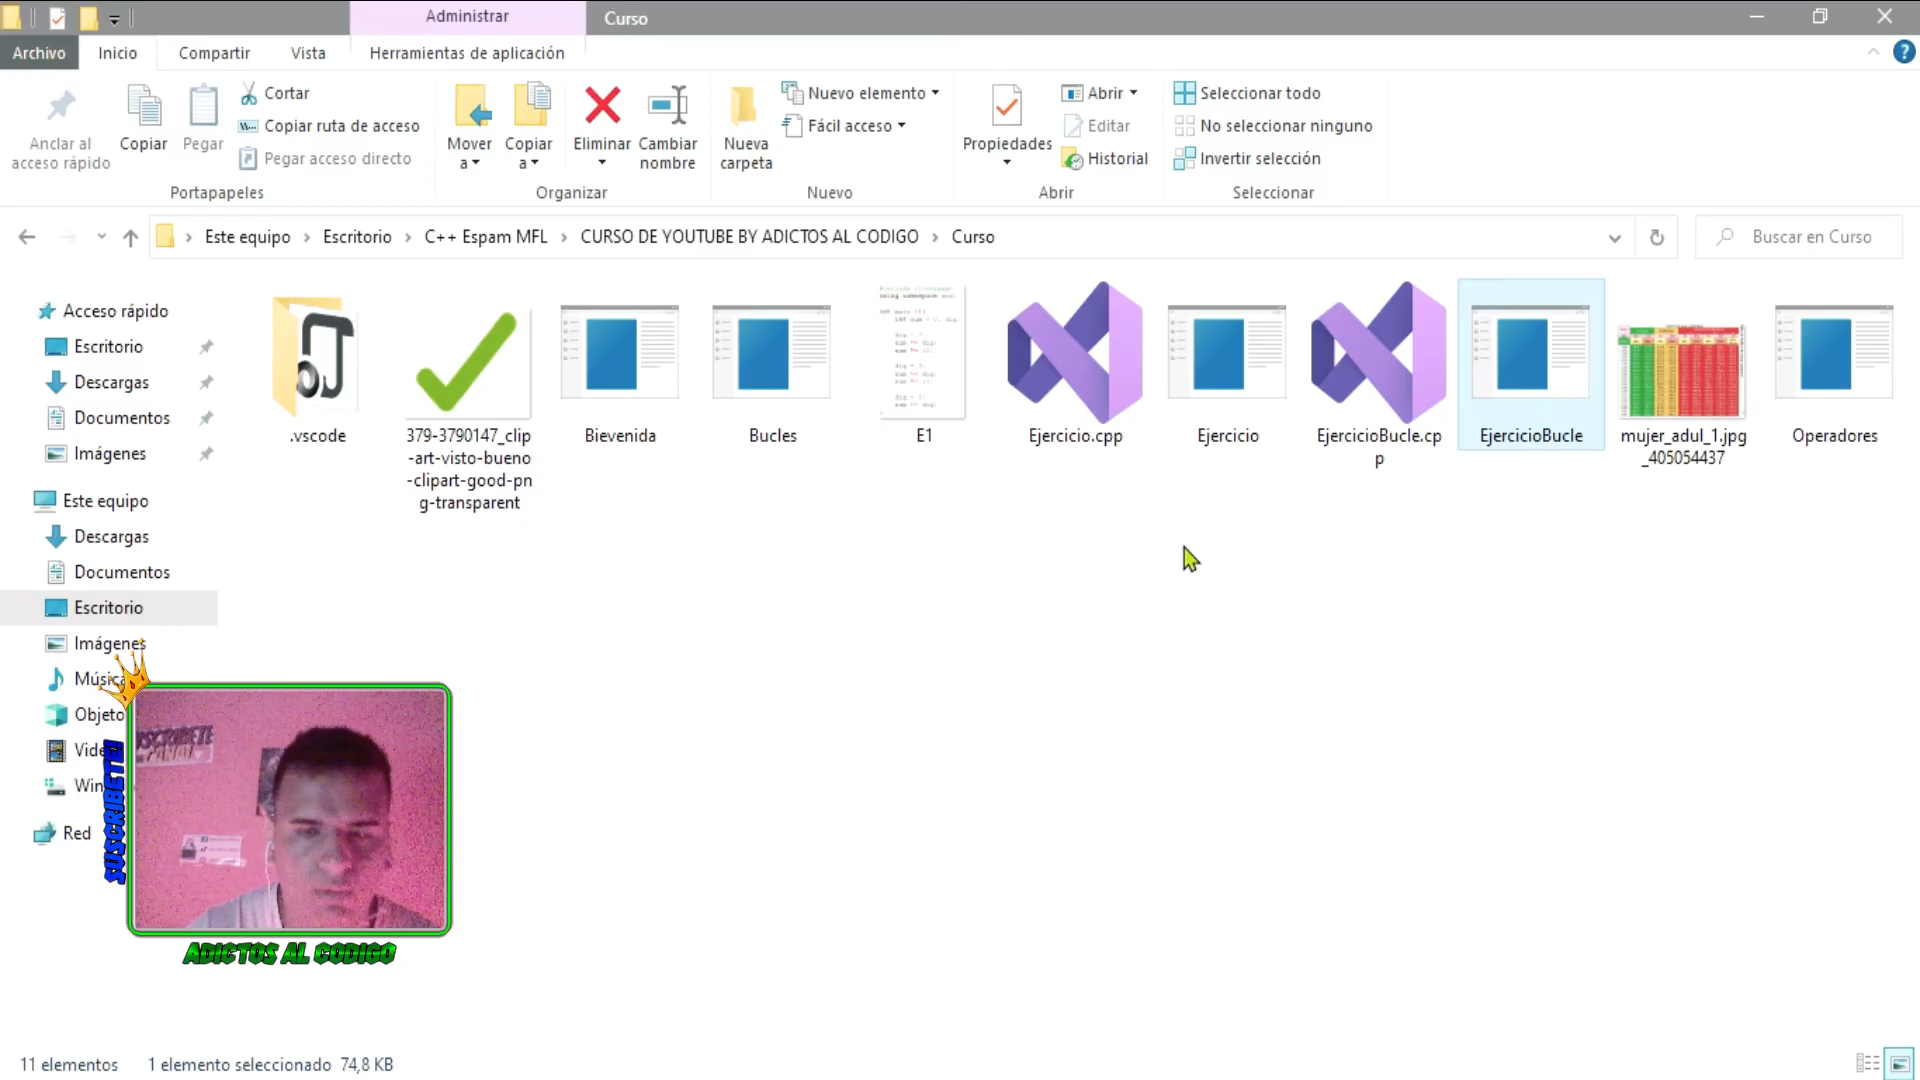 Administrar
Curso
Archivo
Inicio
Compartir
Vista
Herramientas de aplicación
Anclar al
acceso rápido
Copiar
Pegar
Cortar
Copiar ruta de acceso
Pegar acceso directo
Portapapeles
Mover
a
Copiar
a
Eliminar
Cambiar
nombre
Organizar
Nueva
carpeta
Nuevo elemento
Fácil acceso
Nuevo
Propiedades
Abrir
Editar
Historial
Abrir
Seleccionar todo
No seleccionar ninguno
Invertir selección
Seleccionar
Este equipo
Escritorio
C++ Espam MFL
CURSO DE YOUTUBE BY ADICTOS AL CODIGO
Curso
Buscar en Curso
Acceso rápido
Escritorio
Descargas
Documentos
Imágenes
Este equipo
Descargas
Documentos
Escritorio
Imágenes
Música
Objeto
Vide
Win
Red
.vscode
379-3790147_clip
-art-visto-bueno
-clipart-good-pn
g-transparent
Bievenida
Bucles
E1
Ejercicio.cpp
Ejercicio
EjercicioBucle.cp
p
EjercicioBucle
mujer_adul_1.jpg
_405054437
Operadores
SUSCRIBETE!
ADICTOS AL CODIGO
11 elementos
1 elemento seleccionado 74,8 KB